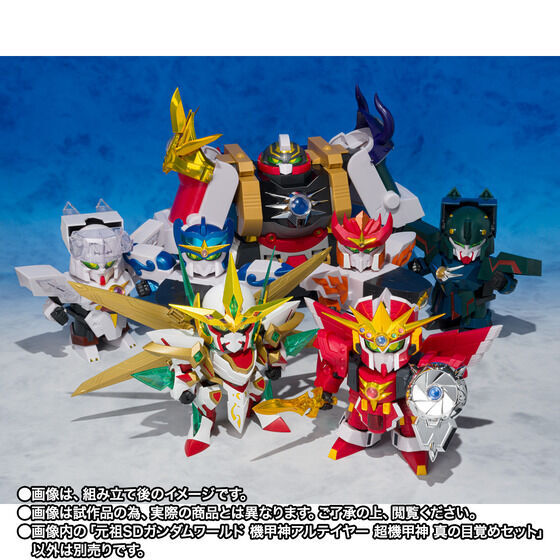 ●画像は、組み立て後のイメージです。
●画像は試作品の為、実際の商品とは異なります。ご了承の上、閲覧ください。
●画像内の「元祖SDガンダムワールド 機甲神アルテイヤー 超機甲神 真の目覚めセット」
以外は別売りです。